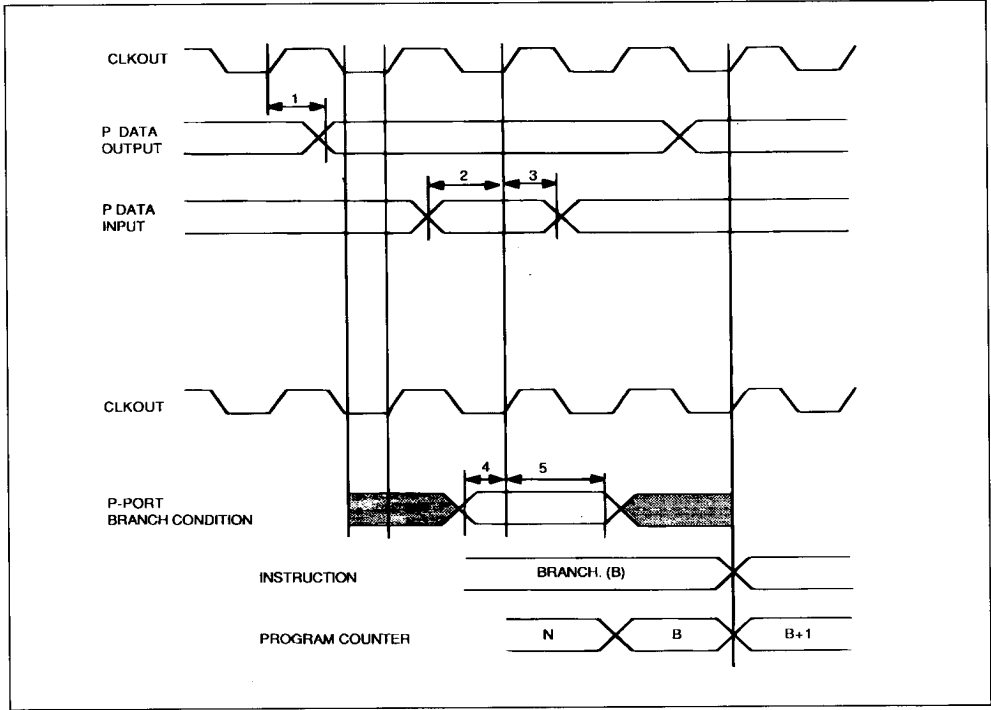 CLKOUT
1
P DATA
OUTPUT
2
3
P DATA
INPUT
CLKOUT
4
5
P-PORT
BRANCH CONDITION
INSTRUCTION
BRANCH. (B)
PROGRAM COUNTER
N
B
B+1